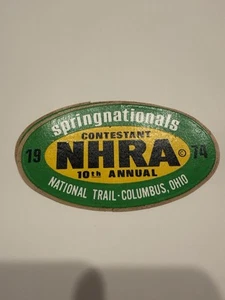 springnationals
CONTESTANT
19 NHRA© 74
10th ANNUAL
NATIONAL TRAIL - COLUMBUS, OHIO